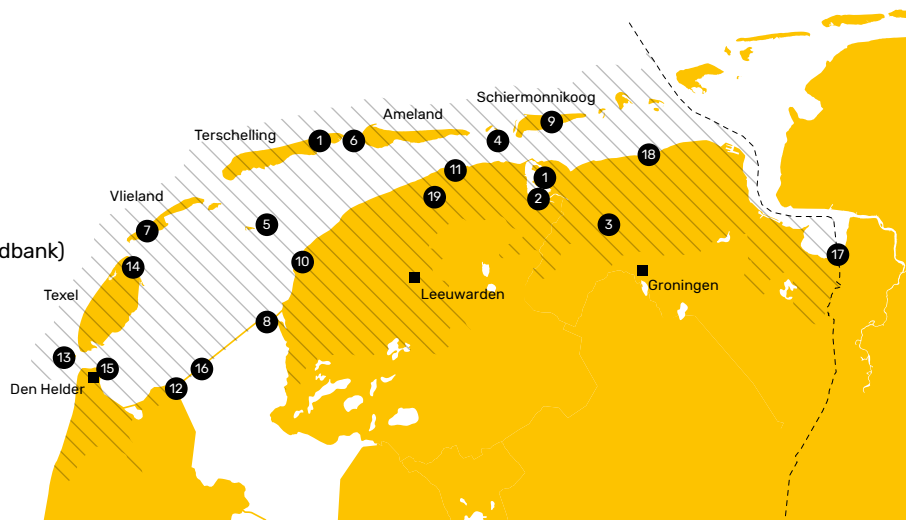 Schiermonnikoog
9
Ameland
Terschelling
1
6
4
18
11
1
19
2
Vlieland
7
5
3
dbank)
14
10
17
Leeuwarden
Groningen
Texel
8
13
15
16
Den Helder
12